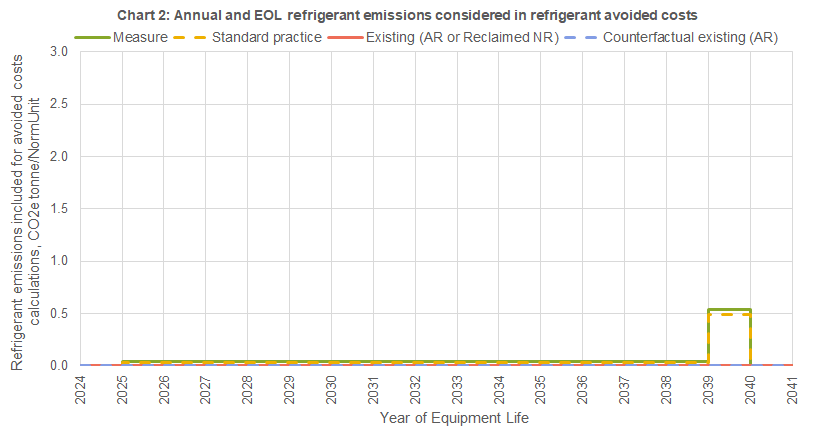 Chart 2: Annual and EOL refrigerant emissions considered in refrigerant avoided costs
Measure Standard practice Existing (AR or Reclaimed NR) Counterfactual existing (AR)
Refrigerant emissions included for avoided costs
calculations, CO2e tonne/NormUnit
3.0
2.5
2.0
1.5
1.0
0.5
0.0
2024 2025 2026 2027 2028 2029 2030 2031 2032 2033 2034 2035 2036 2037 2038 2039 2040 2041
Year of Equipment Life